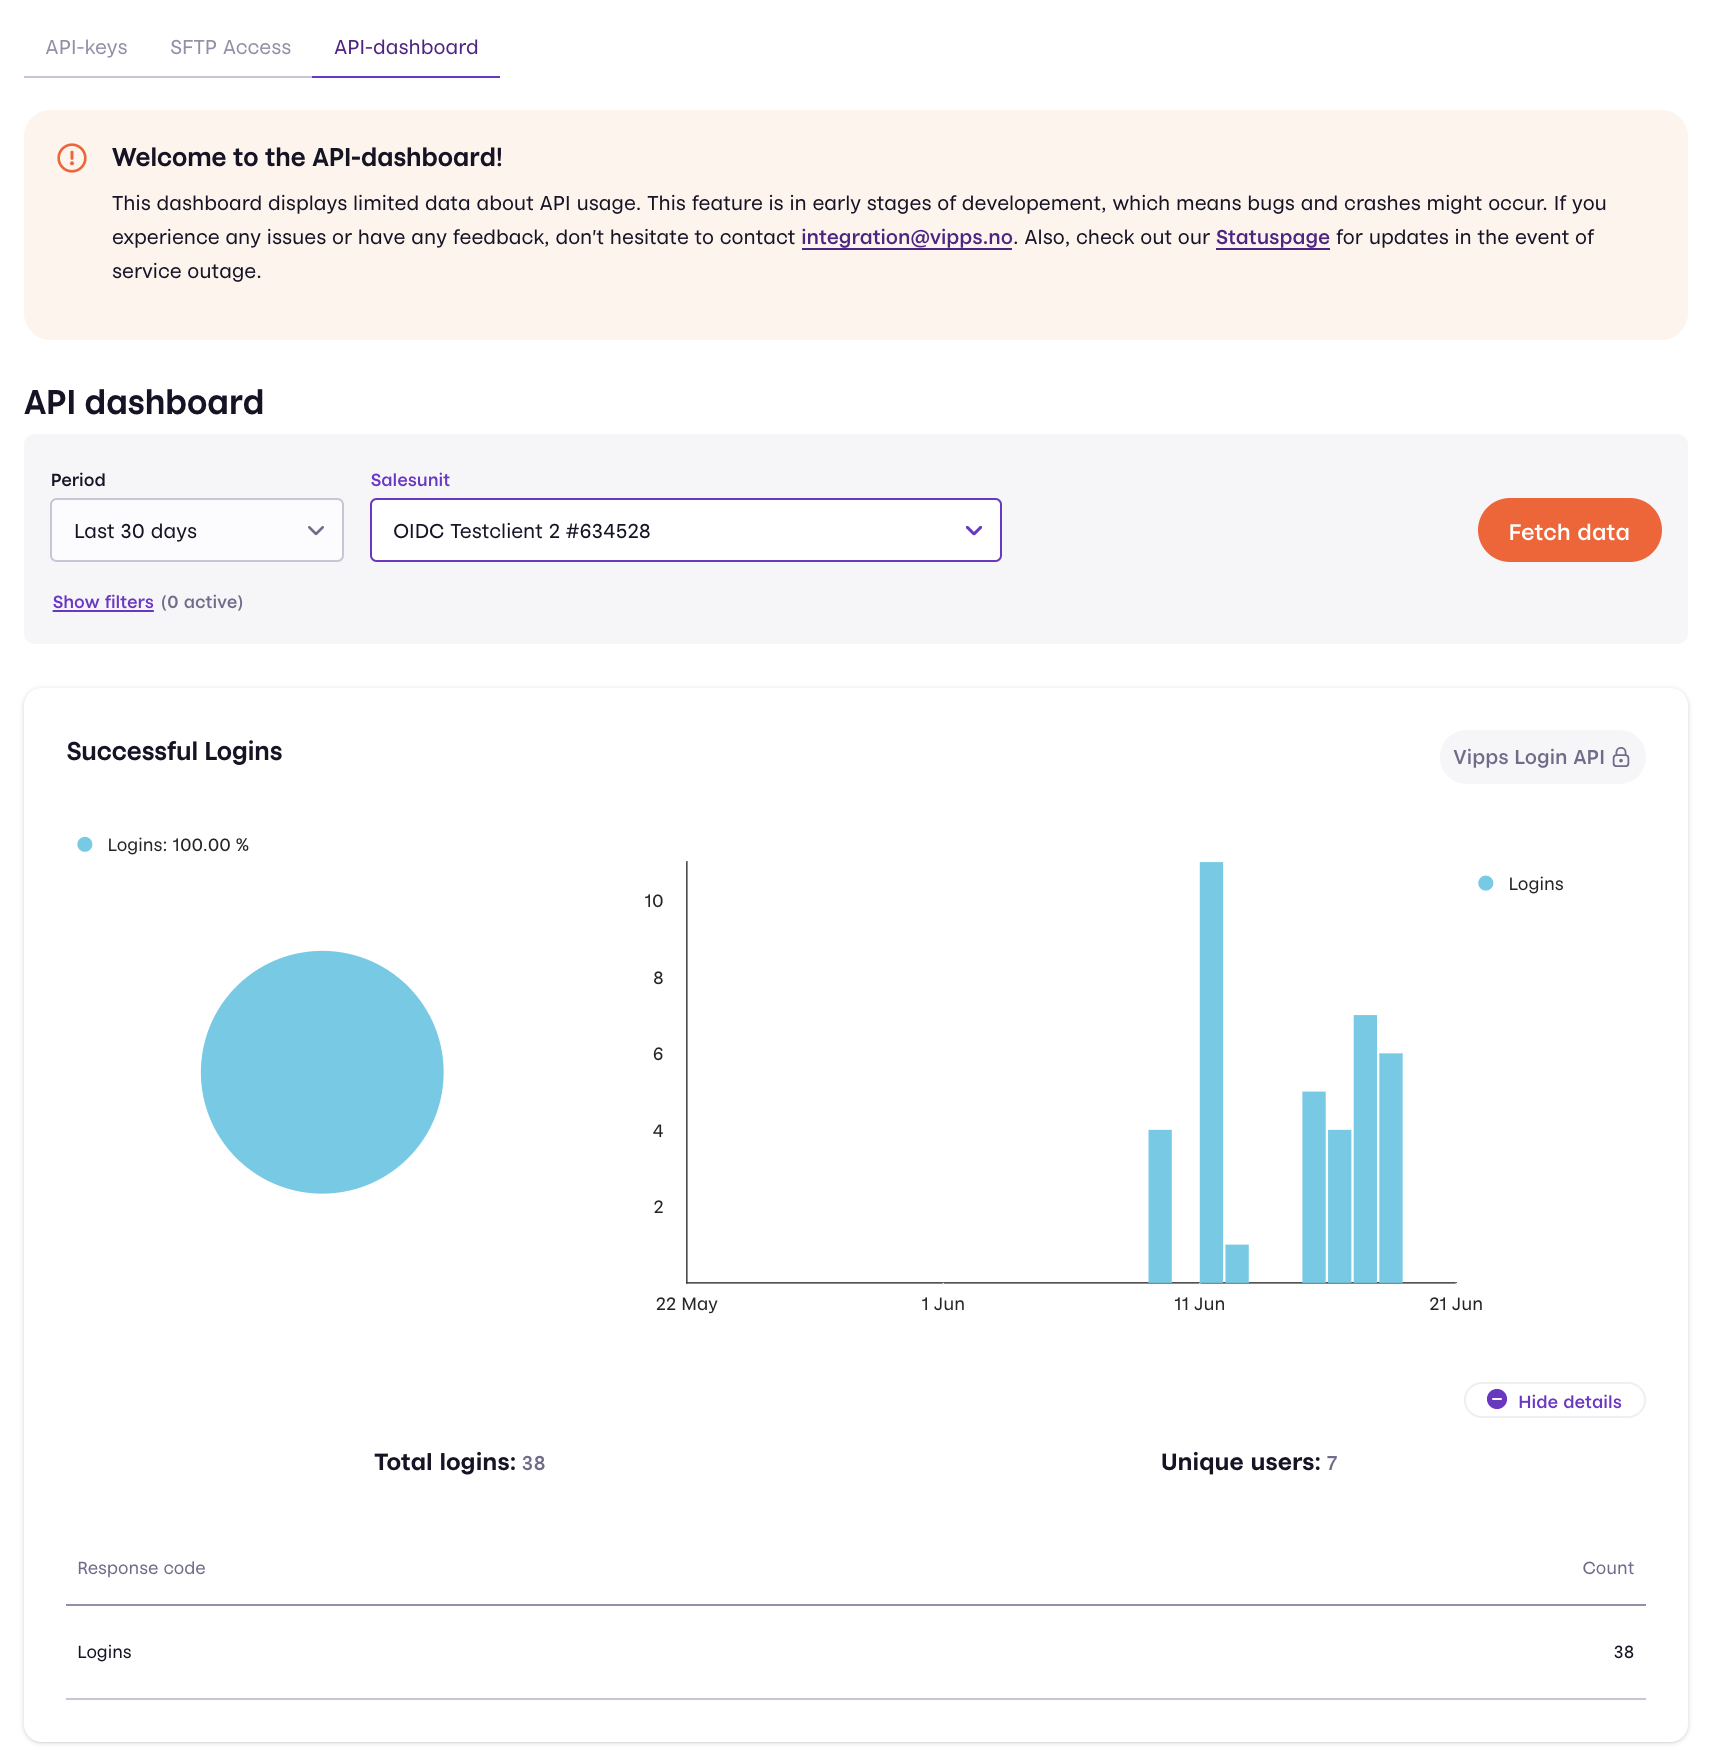 API-keys SFTP Access API-dashboard
Welcome to the API-dashboard!
This dashboard displays limited data about API usage. This feature is in early stages of developement, which means bugs and crashes might occur. If you
experience any issues or have any feedback, don't hesitate to contact integration@vipps.no. Also, check out our Statuspage for updates in the event of
service outage.
API dashboard
Period Salesunit
Last 30 days OIDC Testclient 2 #634528 Fetch data
Show filters (0 active)
Successful Logins
Vipps Login API
Logins: 100.00 %
Logins
10
8
6
4
2
22 May 1 Jun 11 Jun 21 Jun
Hide details
Total logins: 38 Unique users: 7
Response code Count
Logins 38